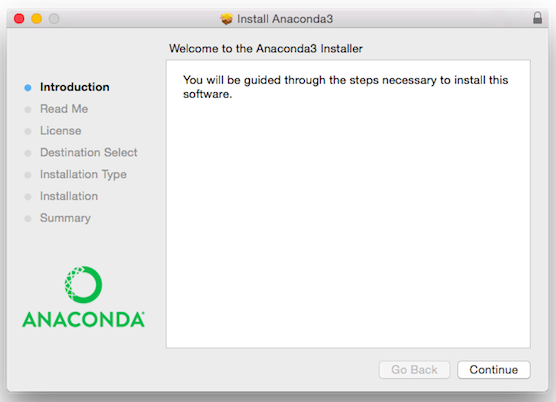 Install Anaconda3
Welcome to the Anaconda3 Installer
Introduction
Read Me
License
Destination Select
Installation Type
Installation
Summary
ANACONDA
You will be guided through the steps necessary to install this
software.
Go Back
Continue